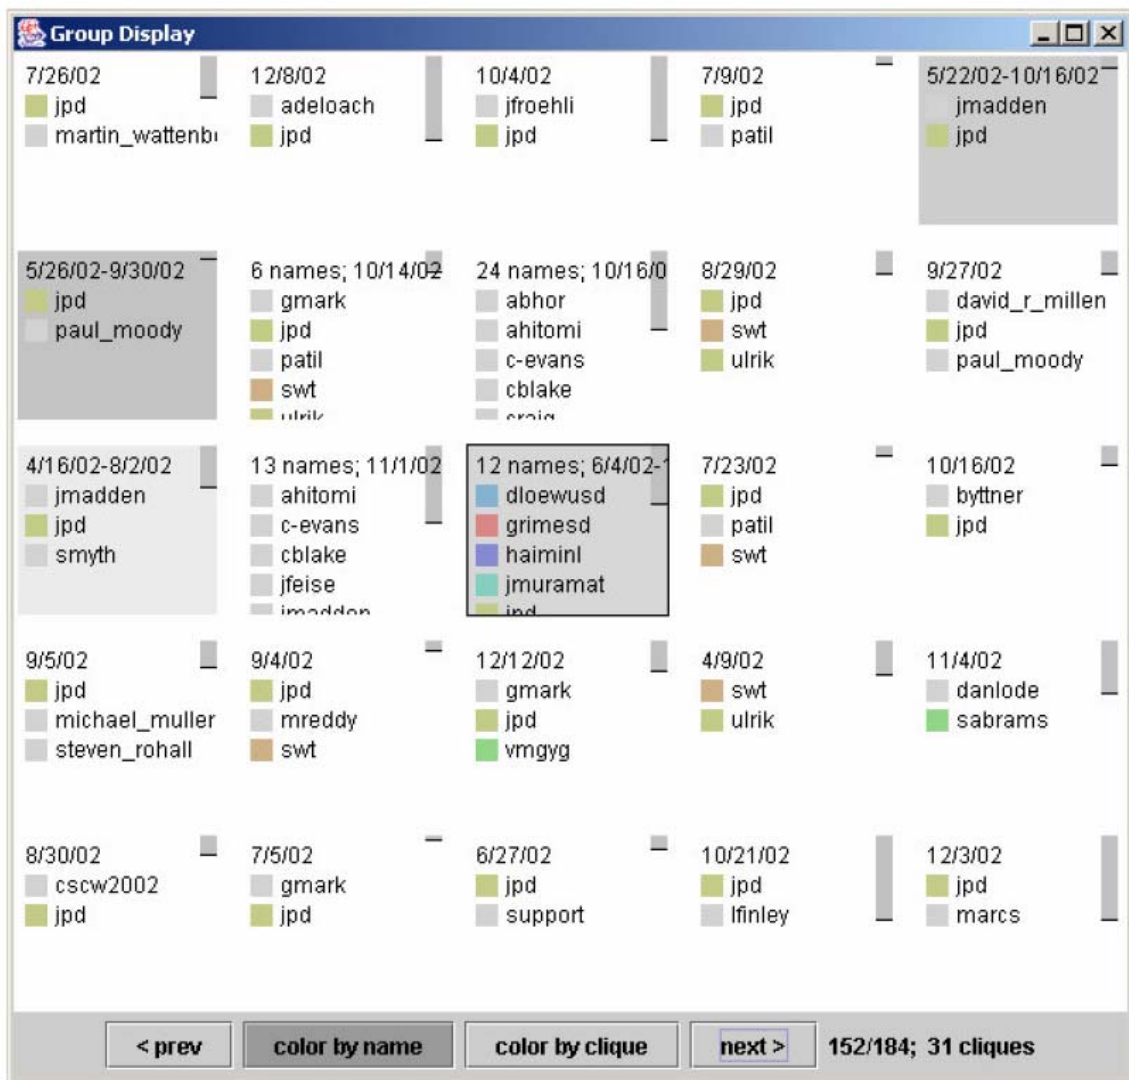 Group Display
7/26/02
jpd
martin_wattenb
12/8/02
adeloach
jpd
10/4/02
jfroehli
jpd
7/9/02
jpd
patil
5/22/02-10/16/02
jmadden
jpd
5/26/02-9/30/02
jpd
paul_moody
6 names; 10/14/02
gmark
jpd
patil
swt
ulrik
24 names; 10/16/0
abhor
ahitomi
c-evans
cblake
craig
8/29/02
jpd
swt
ulrik
9/27/02
david_r_millen
jpd
paul_moody
4/16/02-8/2/02
jmadden
jpd
smyth
13 names; 11/1/02
ahitomi
c-evans
cblake
jfeise
jmadden
12 names; 6/4/02-1
dloewusd
grimesd
haiminl
jmuramat
jpd
7/23/02
jpd
patil
swt
10/16/02
byttner
jpd
9/5/02
jpd
michael_muller
steven_rohall
9/4/02
jpd
mreddy
swt
12/12/02
gmark
jpd
vmgyg
4/9/02
swt
ulrik
11/4/02
danlode
sabrams
8/30/02
cscw2002
jpd
7/5/02
gmark
jpd
6/27/02
jpd
support
10/21/02
jpd
lfinley
12/3/02
jpd
marcs
< prev
color by name
color by clique
next >
152/184; 31 cliques